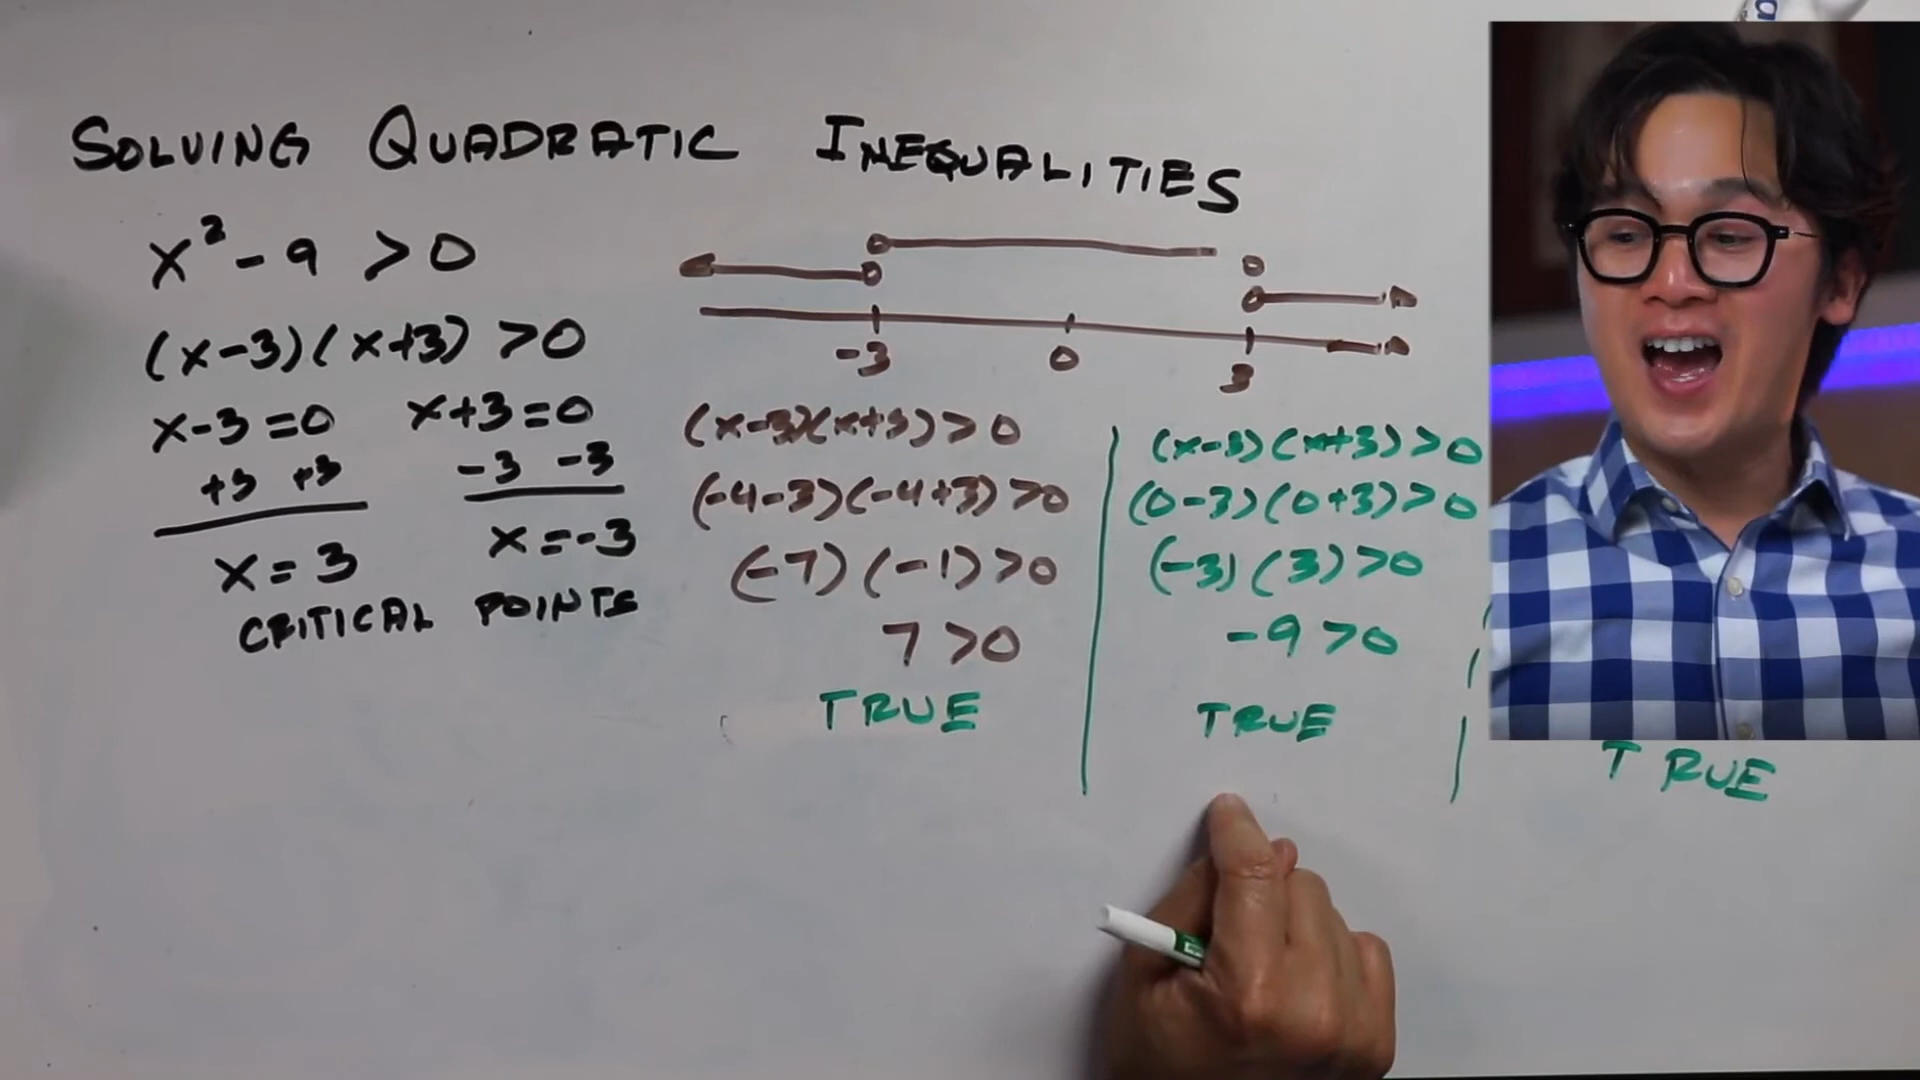 SOLVING QUADRATIC INEQUALITIES
x² - 9 > 0
(x-3)(x+3) > 0
x-3=0 x+3=0
+3 +3 -3 -3
x = 3 x = -3
CRITICAL POINTS
-3 0 3
(x-3)(x+3) > 0
(-4-3)(-4+3) > 0
(-7)(-1) > 0
7 > 0
TRUE
(x-3)(x+3) > 0
(0-3)(0+3) > 0
(-3)(3) > 0
-9 > 0
TRUE
TRUE